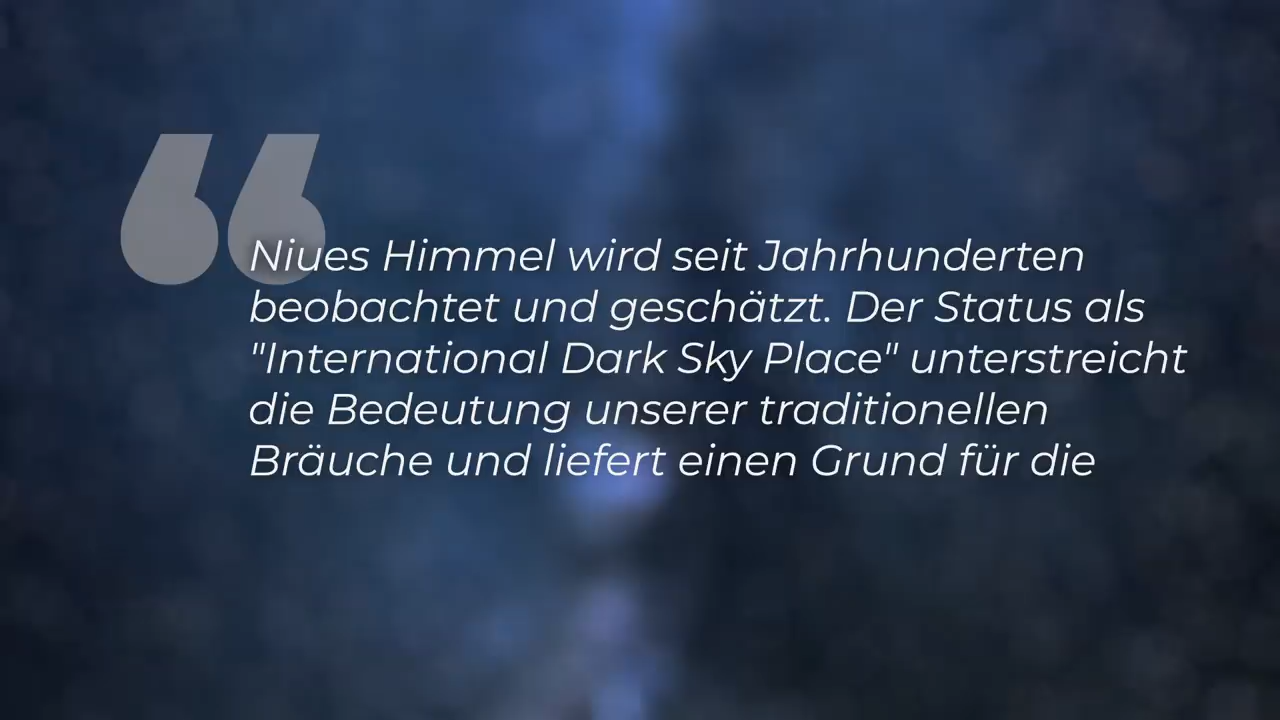 “
Niues Himmel wird seit Jahrhunderten
beobachtet und geschätzt. Der Status als
"International Dark Sky Place" unterstreicht
die Bedeutung unserer traditionellen
Bräuche und liefert einen Grund für die